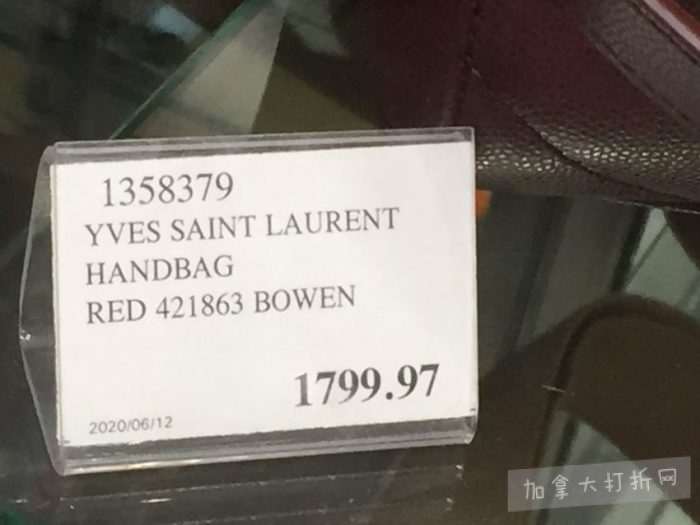 1358379
YVES SAINT LAURENT
HANDBAG
RED 421863 BOWEN
1799.97
2020/06/12
加拿大打折网